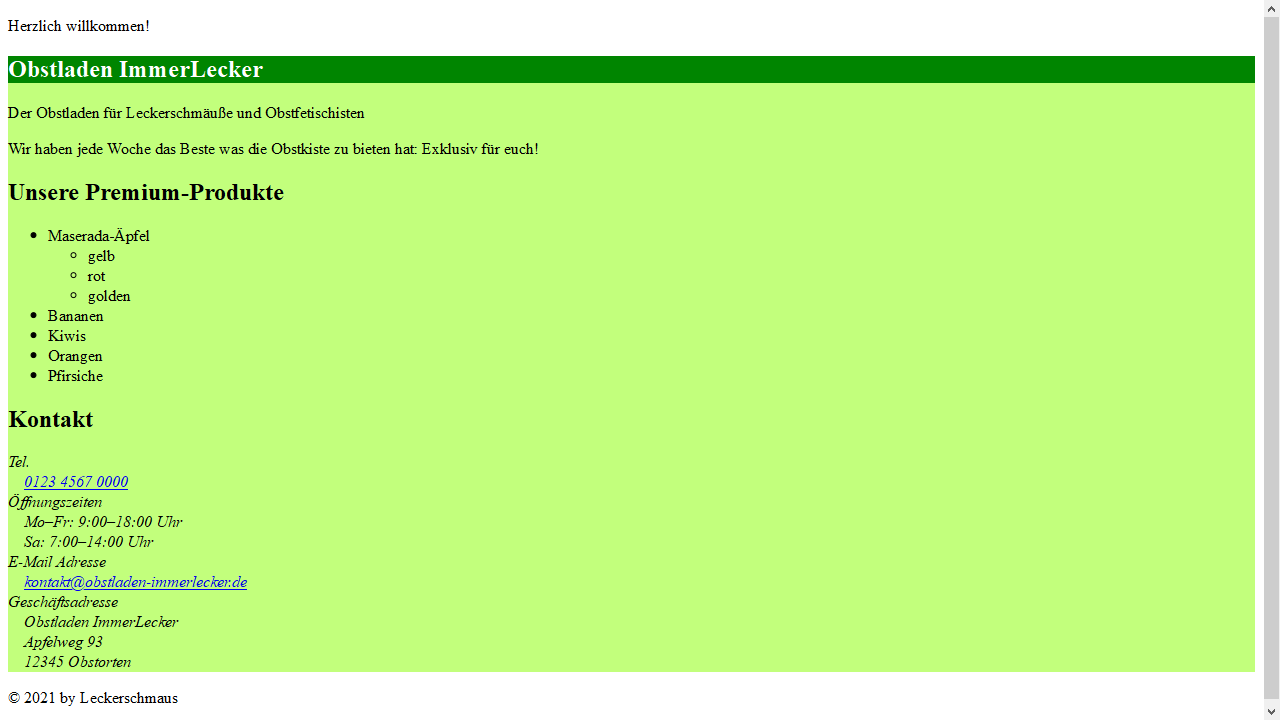 Herzlich willkommen!
Obstladen ImmerLecker
Der Obstladen für Leckerschmäuße und Obstfetischisten
Wir haben jede Woche das Beste was die Obstkiste zu bieten hat: Exklusiv für euch!
Unsere Premium-Produkte
Maserada-Äpfel
gelb
rot
golden
Bananen
Kiwis
Orangen
Pfirsiche
Kontakt
Tel.
0123 4567 0000
Öffnungszeiten
Mo–Fr: 9:00–18:00 Uhr
Sa: 7:00–14:00 Uhr
E-Mail Adresse
kontakt@obstladen-immerlecker.de
Geschäftsadresse
Obstladen ImmerLecker
Apfelweg 93
12345 Obstorten
© 2021 by Leckerschmaus